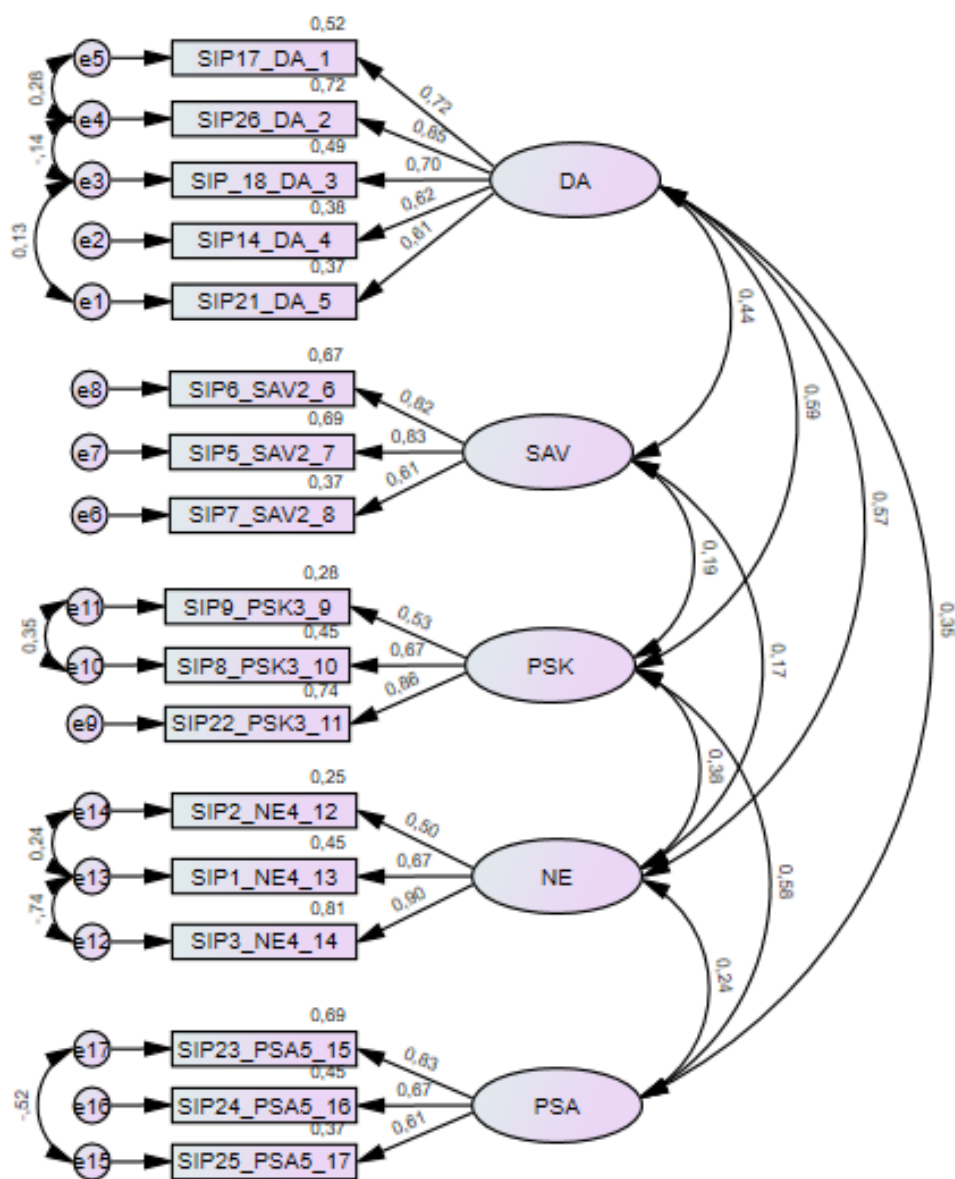 0,52
e5 SIP17_DA_1
0,72
0,28
0,72
e4 SIP26_DA_2
0,85
0,49
-,14
e3 SIP_18_DA_3
0,70
DA
0,38
0,62
0,13
e2 SIP14_DA_4
0,61
0,37
e1 SIP21_DA_5
0,44
0,67
e8 SIP6_SAV2_6
0,82
0,59
0,69
e7 SIP5_SAV2_7
0,83
SAV
0,37
0,61
e6 SIP7_SAV2_8
0,57
0,19
0,28
e11 SIP9_PSK3_9
0,53
0,35
0,35
0,45
e10 SIP8_PSK3_10
0,67
PSK
0,17
0,74
0,86
e9 SIP22_PSK3_11
0,38
0,25
e14 SIP2_NE4_12
0,50
0,24
0,45
e13 SIP1_NE4_13
0,67
NE
0,58
-,74
0,90
0,81
e12 SIP3_NE4_14
0,24
0,69
e17 SIP23_PSA5_15
0,83
-,52
0,45
e16 SIP24_PSA5_16
0,67
PSA
0,37
0,61
e15 SIP25_PSA5_17